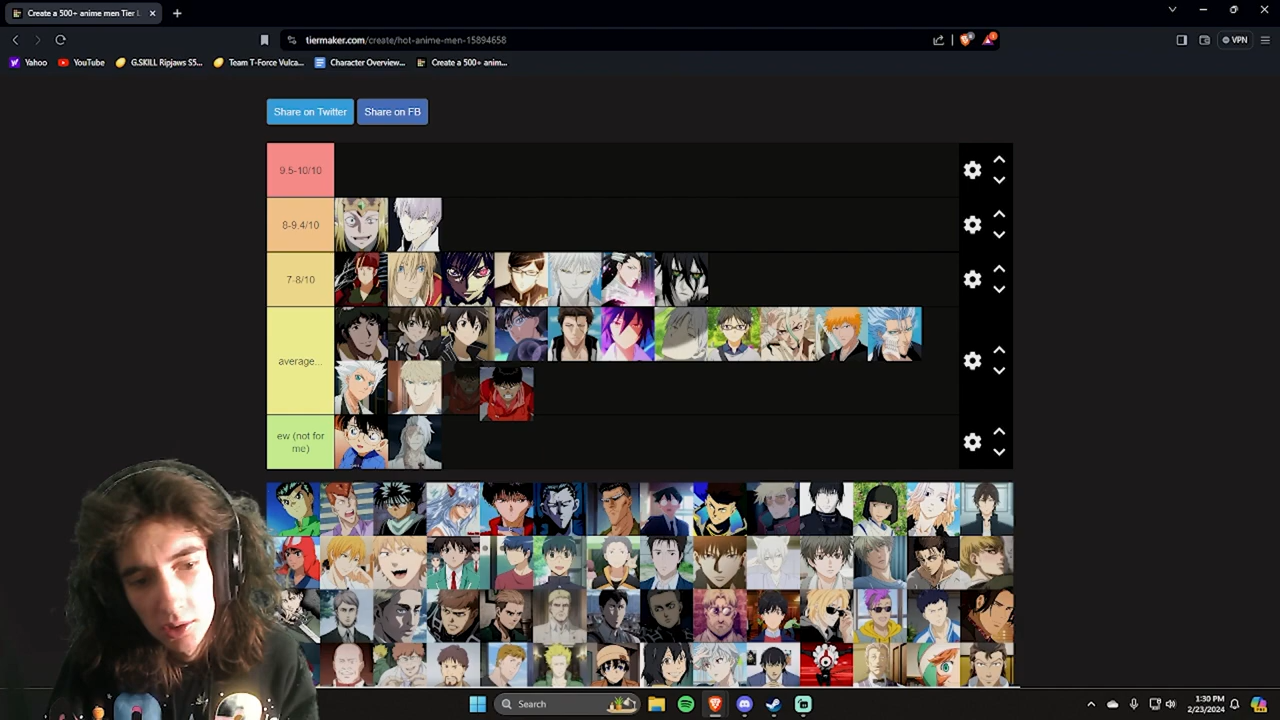 Create a 500+ anime men Tier l
tiermaker.com/create/hot-anime-men-15894658
VPN
Yahoo
YouTube
G.SKILL Ripjaws S5...
Team T-Force Vulca...
Character Overview...
Create a 500+ anim...
Share on Twitter
Share on FB
9.5-10/10
8-9.4/10
7-8/10
average...
ew (not for
me)
Search
1:30 PM
2/23/2024